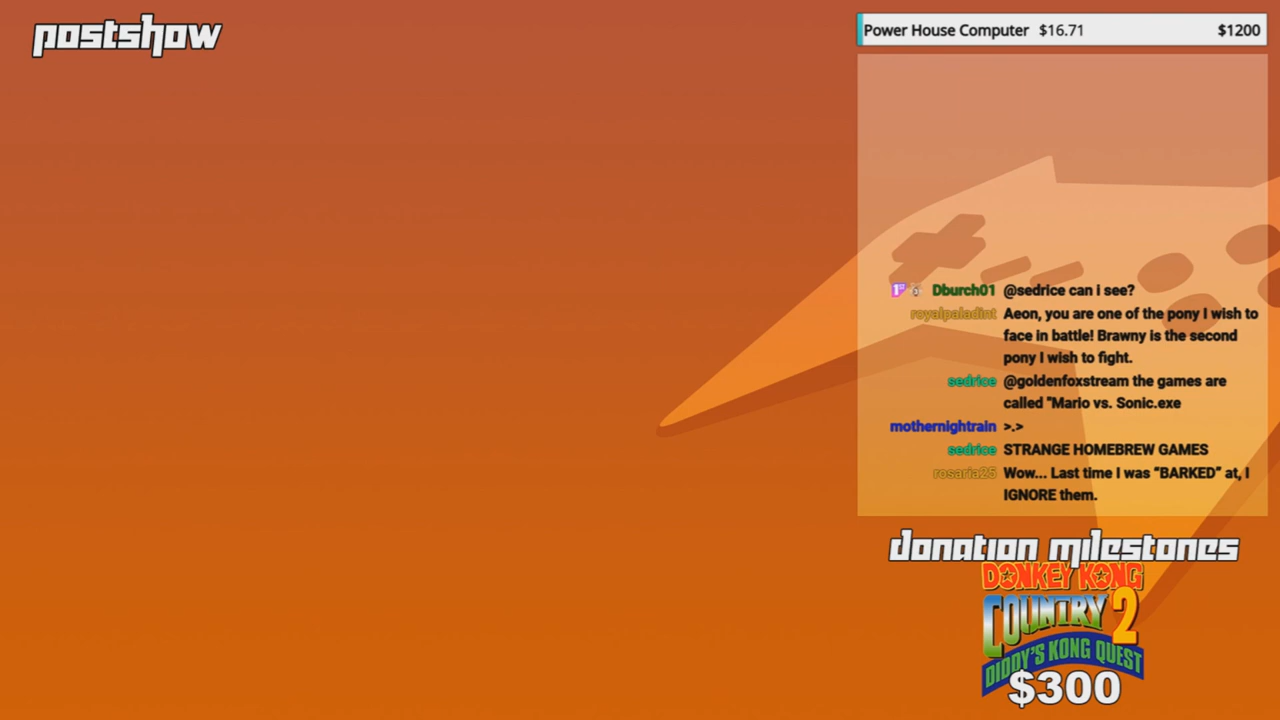 postshow
Power House Computer $16.71 $1200
Dburch01 @sedrice can i see?
royalpaladint Aeon, you are one of the pony I wish to
face in battle! Brawny is the second
pony I wish to fight.
sedrice @goldenfoxstream the games are
called "Mario vs. Sonic.exe
mothernightrain >.>
sedrice STRANGE HOMEBREW GAMES
rosaria25 Wow... Last time I was “BARKED” at, I
IGNORE them.
donation milestones
DONKEY KONG
COUNTRY 2
DIDDY'S KONG QUEST
$300